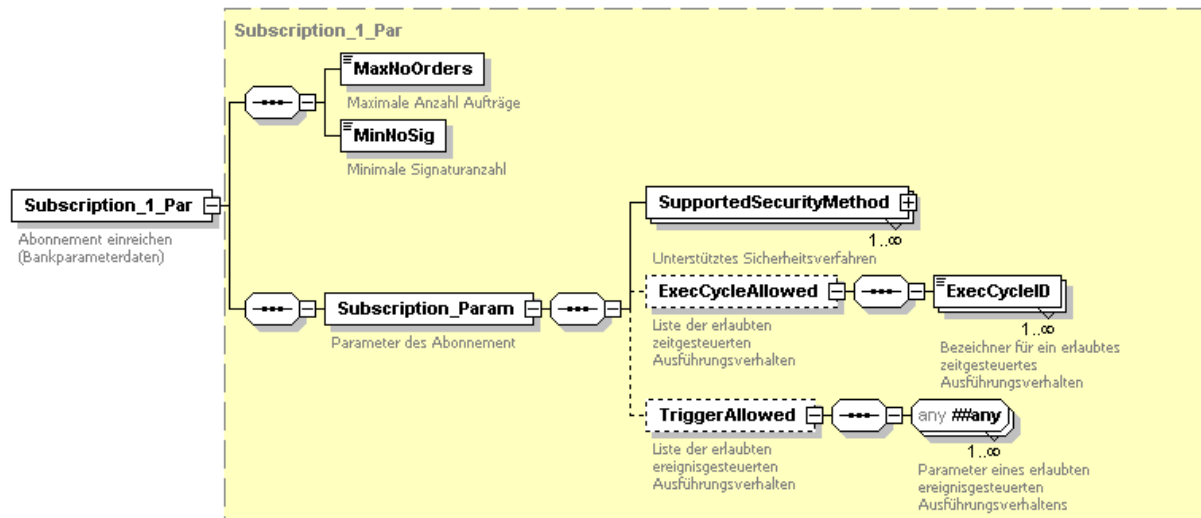 Subscription_1_Par
MaxNoOrders
Maximale Anzahl Aufträge
MinNoSig
Minimale Signaturanzahl
Subscription_1_Par
Abonnement einreichen
(Bankparameterdaten)
Subscription_Param
Parameter des Abonnement
SupportedSecurityMethod
1..∞
Unterstütztes Sicherheitsverfahren
ExecCycleAllowed
Liste der erlaubten
zeitgesteuerten
Ausführungsverhalten
ExecCycleID
1..∞
Bezeichner für ein erlaubtes
zeitgesteuertes
Ausführungsverhalten
TriggerAllowed
Liste der erlaubten
ereignisgesteuerten
Ausführungsverhalten
any ##any
1..∞
Parameter eines erlaubten
ereignisgesteuerten
Ausführungsverhaltens